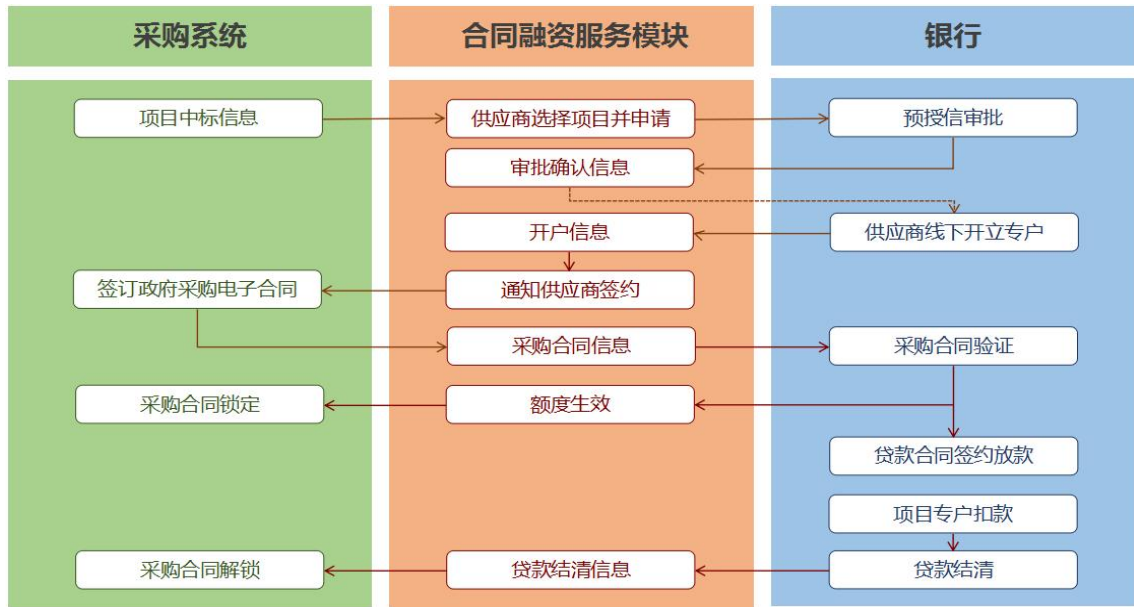 采购系统
合同融资服务模块
银行
项目中标信息
供应商选择项目并申请
预授信审批
审批确认信息
开户信息
供应商线下开立专户
签订政府采购电子合同
通知供应商签约
采购合同信息
采购合同验证
采购合同锁定
额度生效
贷款合同签约放款
项目专户扣款
采购合同解锁
贷款结清信息
贷款结清